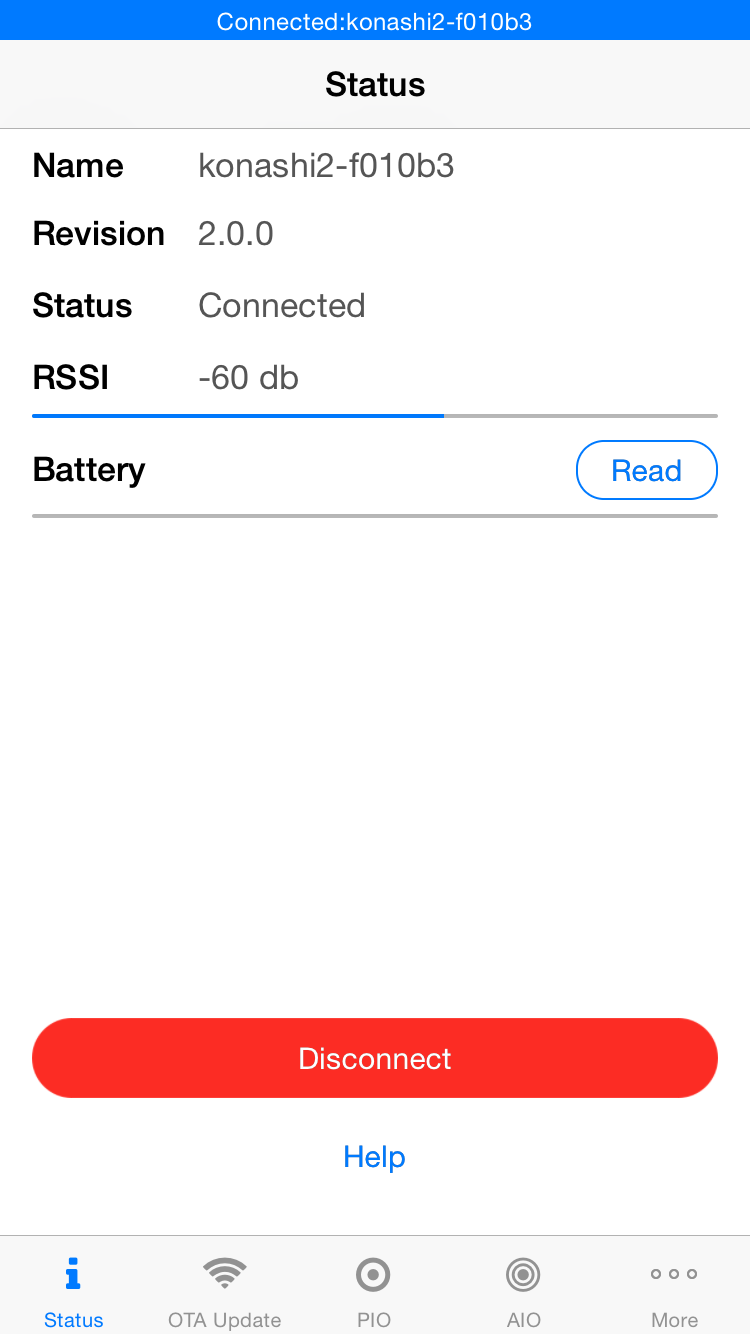 Connected:konashi2-f010b3
Status
Name konashi2-f010b3
Revision 2.0.0
Status Connected
RSSI -60 db
Battery Read
Disconnect
Help
Status OTA Update PIO AIO More